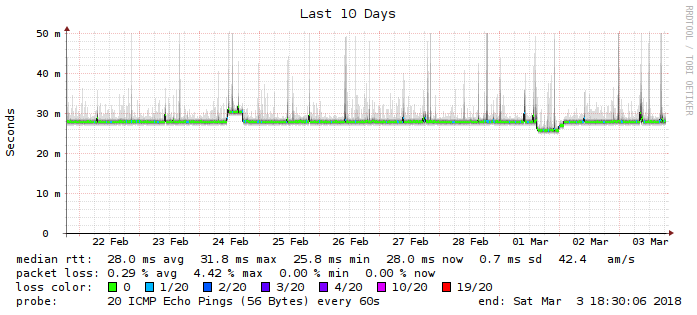 Last 10 Days
RRDTOOL / TOBI OETIKER
Seconds
50 m
40 m
30 m
20 m
10 m
0
22 Feb 23 Feb 24 Feb 25 Feb 26 Feb 27 Feb 28 Feb 01 Mar 02 Mar 03 Mar
median rtt: 28.0 ms avg 31.8 ms max 25.8 ms min 28.0 ms now 0.7 ms sd 42.4 am/s
packet loss: 0.29 % avg 4.42 % max 0.00 % min 0.00 % now
loss color: 0 1/20 2/20 3/20 4/20 10/20 19/20
probe: 20 ICMP Echo Pings (56 Bytes) every 60s end: Sat Mar 3 18:30:06 2018